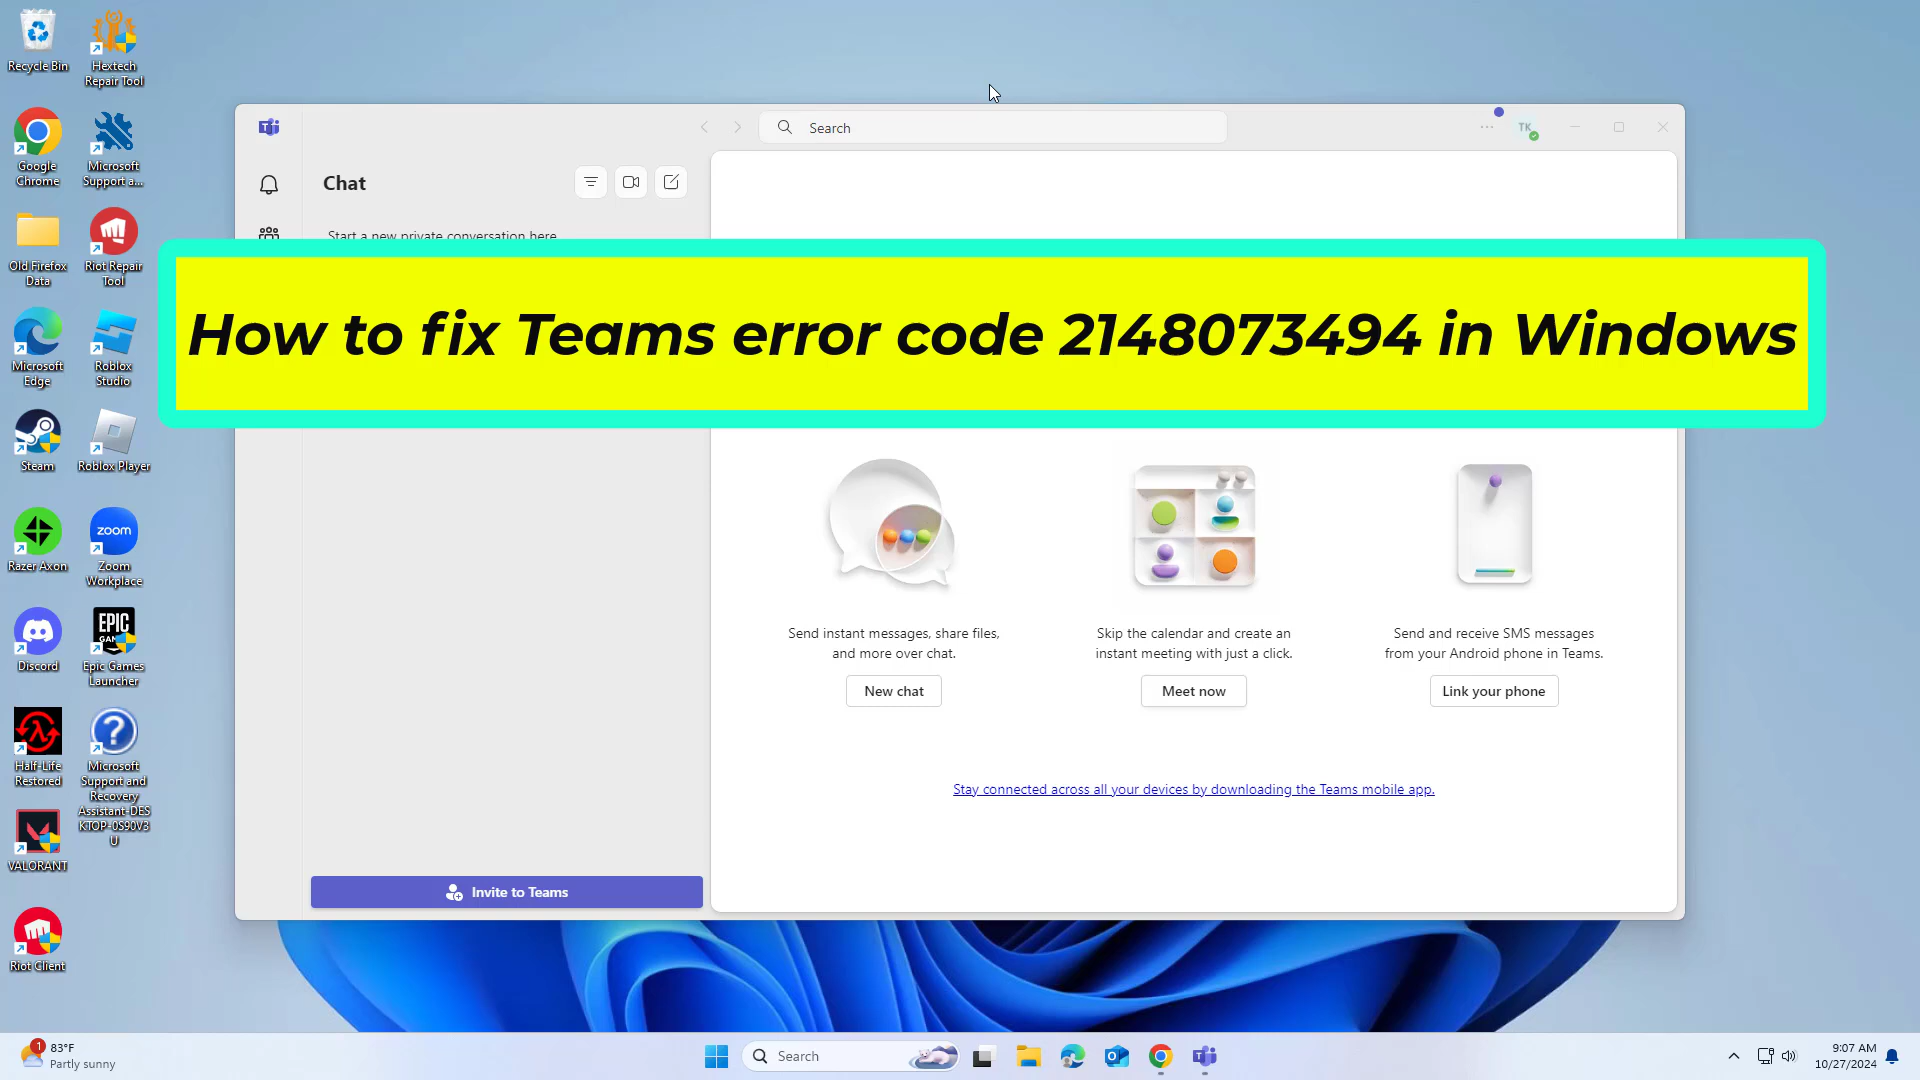 Recycle Bin
Hextech
Repair Tool
Google
Chrome
Microsoft
Support a...
Old Firefox
Data
Riot Repair
Tool
Microsoft
Edge
Roblox
Studio
Steam
Roblox Player
Razer Axon
zoom
Zoom
Workplace
Discord
EPIC
Epic Games
Launcher
Half-Life
Restored
Microsoft
Support and
Recovery
Assistant-DES
KTOP-0S90V3
U
VALORANT
Riot Client
Search
TK
Chat
Start a new private conversation here
How to fix Teams error code 2148073494 in Windows
Send instant messages, share files,
and more over chat.
New chat
Skip the calendar and create an
instant meeting with just a click.
Meet now
Send and receive SMS messages
from your Android phone in Teams.
Link your phone
Stay connected across all your devices by downloading the Teams mobile app.
Invite to Teams
1
83°F
Partly sunny
Search
9:07 AM
10/27/2024